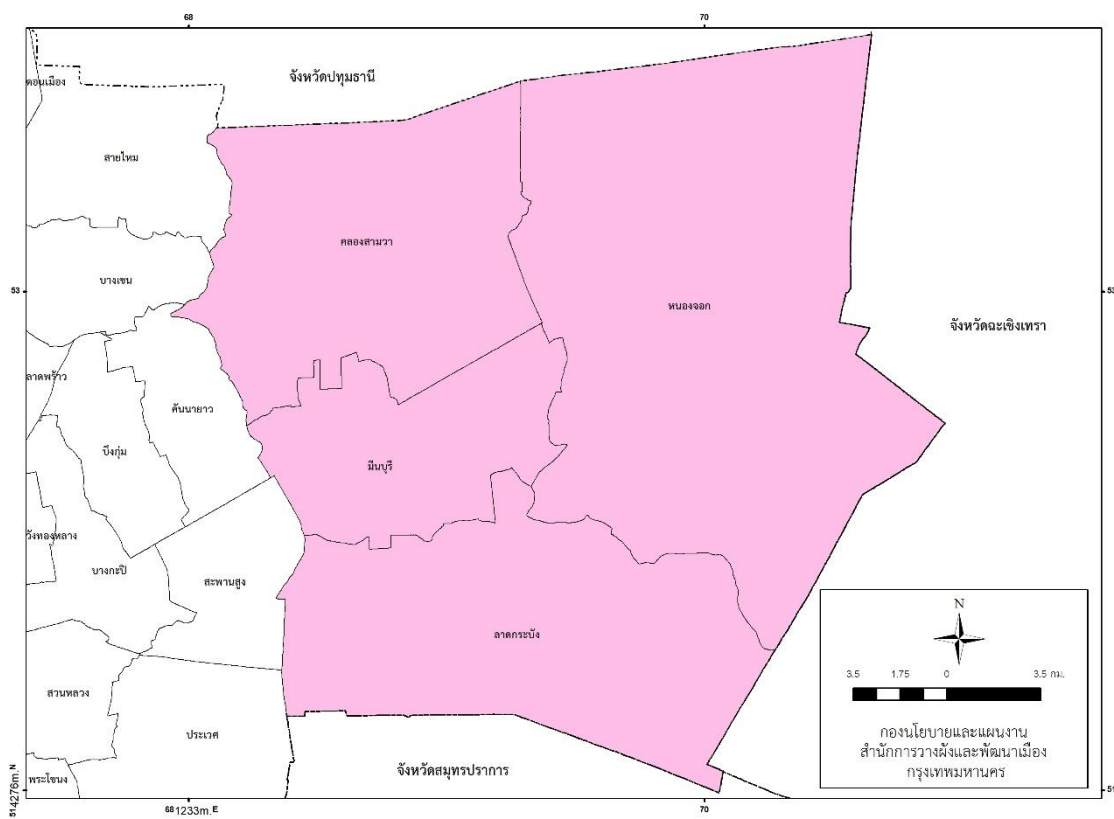 68
70
จังหวัดปทุมธานี
ดอนเมือง
สายไหม
คลองสามวา
บางเขน
53
53
หนองจอก
จังหวัดฉะเชิงเทรา
ลาดพร้าว
คันนายาว
บึงกุ่ม
มีนบุรี
วังทองหลาง
บางกะปิ
สะพานสูง
ลาดกระบัง
N
3.5 1.75 0 3.5 กม.
สวนหลวง
ประเวศ
กองนโยบายและแผนงาน
สำนักการวางผังและพัฒนาเมือง
กรุงเทพมหานคร
จังหวัดสมุทรปราการ
พระโขนง
514276m.N
51
681233m.E
70